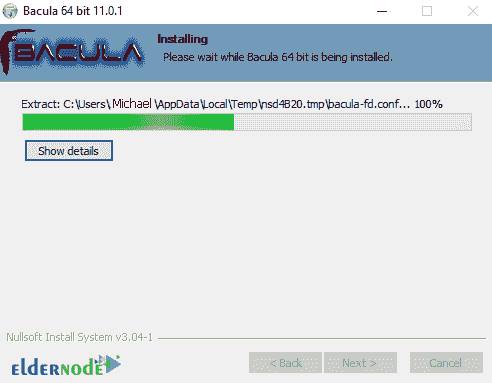 Bacula 64 bit 11.0.1
BACULA
Installing
Please wait while Bacula 64 bit is being installed.
Extract: C:\Users\ Michael \AppData\Local\Temp\nsd4B20.tmp\bacula-fd.conf... 100%
Show details
Nullsoft Install System v3.04-1
ELDERNODE
< Back
Next >
Cancel